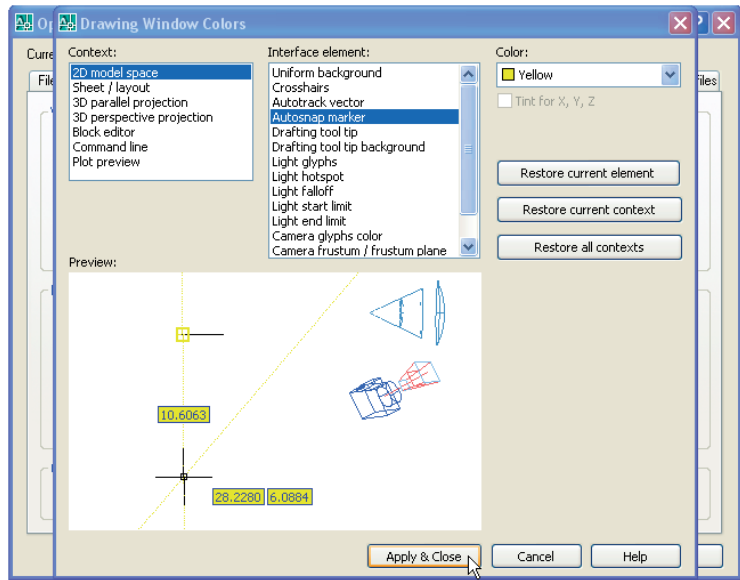 Op
Drawing Window Colors
Curre
Context:
Interface element:
Color:
File
2D model space
Sheet / layout
3D parallel projection
3D perspective projection
Block editor
Command line
Plot preview
Uniform background
Crosshairs
Autotrack vector
Autosnap marker
Drafting tool tip
Drafting tool tip background
Light glyphs
Light hotspot
Light falloff
Light start limit
Light end limit
Camera glyphs color
Camera frustum / frustum plane
Yellow
Tint for X, Y, Z
files
Restore current element
Restore current context
Restore all contexts
Preview:
10.6063
28.2280 6.0884
Apply & Close
Cancel
Help